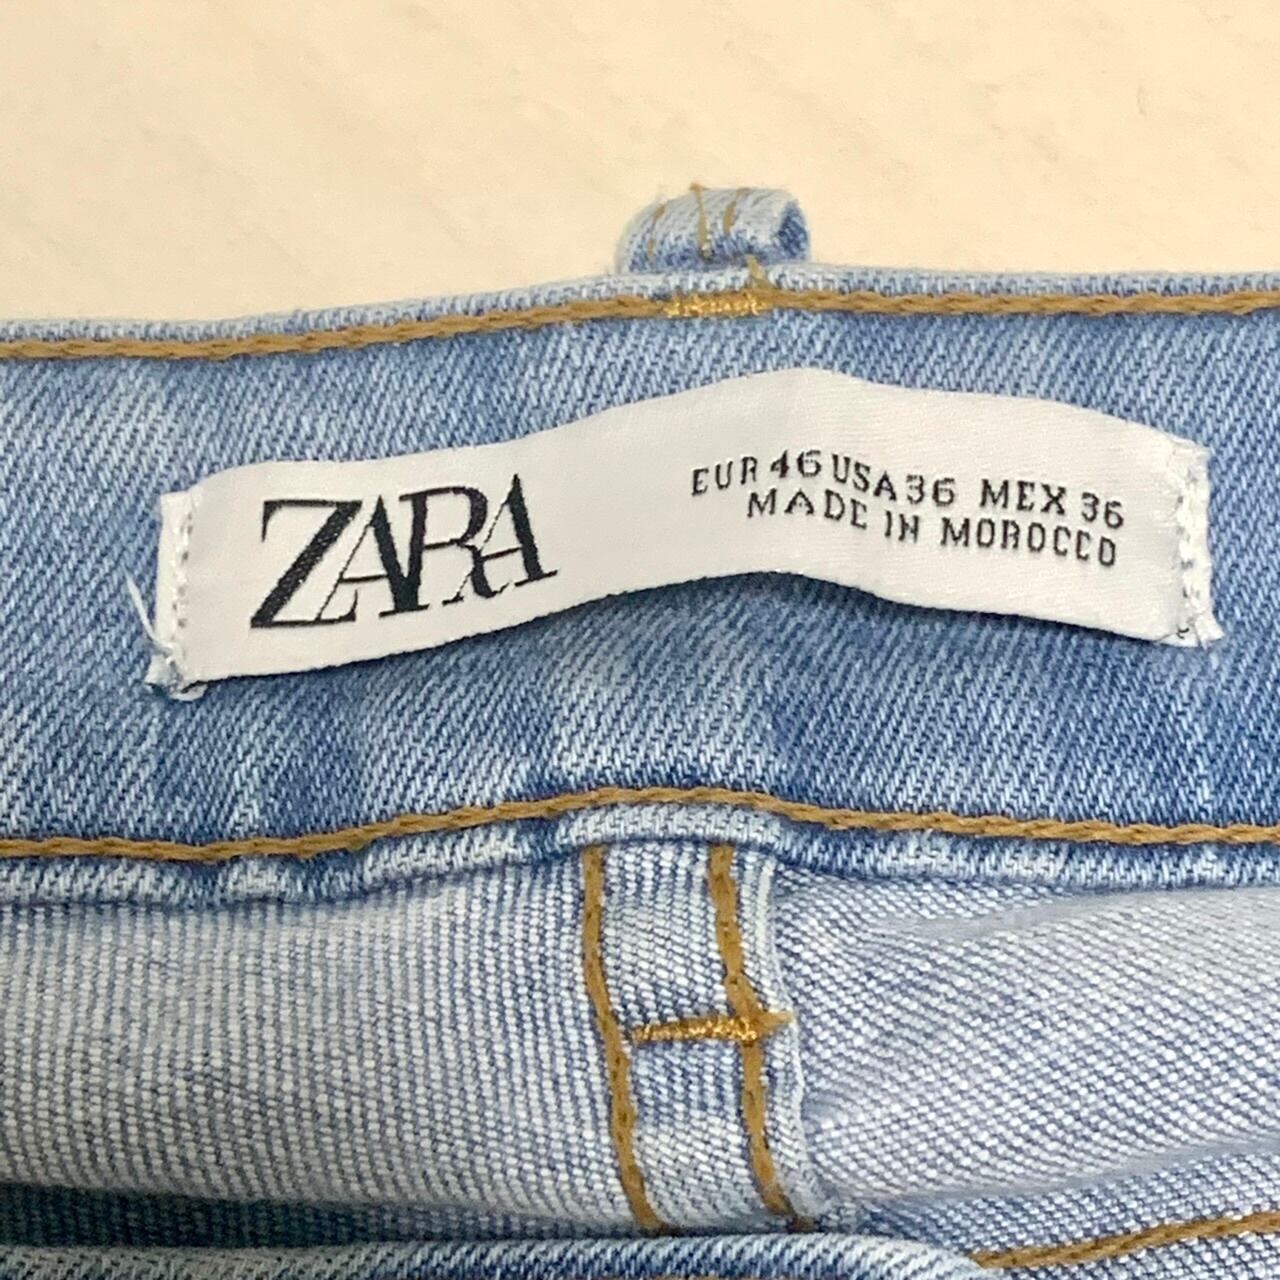 ZARA
EUR 46 USA 36 MEX 36
MADE IN MOROCCO